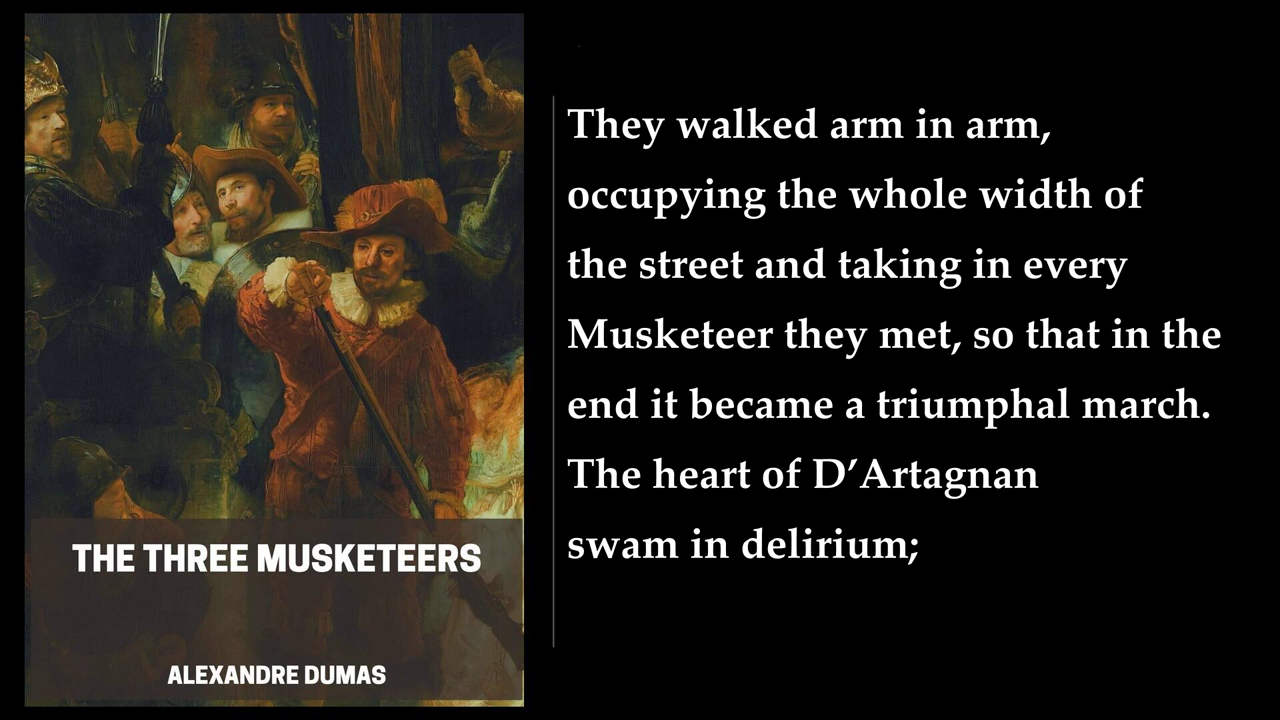 THE THREE MUSKETEERS
ALEXANDRE DUMAS
They walked arm in arm,
occupying the whole width of
the street and taking in every
Musketeer they met, so that in the
end it became a triumphal march.
The heart of D’Artagnan
swam in delirium;